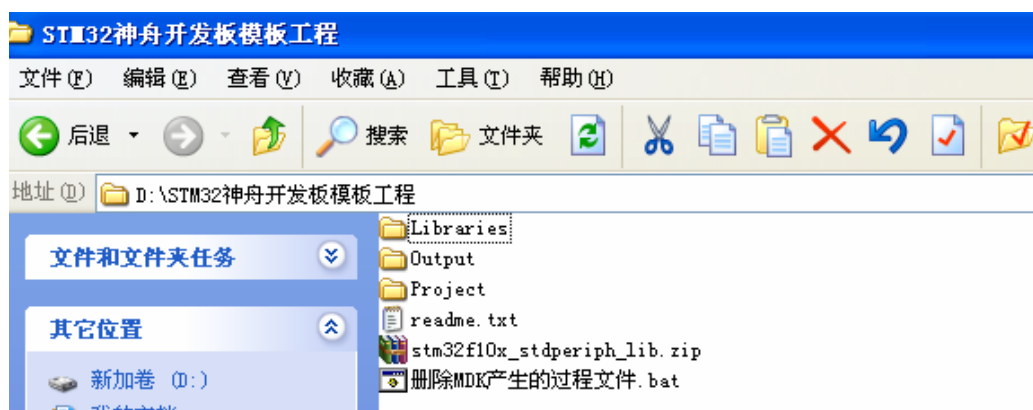 STM32神舟开发板模板工程
文件(F) 编辑(E) 查看(V) 收藏(A) 工具(T) 帮助(H)
后退 搜索 文件夹
地址(D) D:\STM32神舟开发板模板工程
文件和文件夹任务
其它位置
新加卷 (D:)
我的文档
Libraries
Output
Project
readme.txt
stm32f10x_stdperiph_lib.zip
删除MDK产生的过程文件.bat